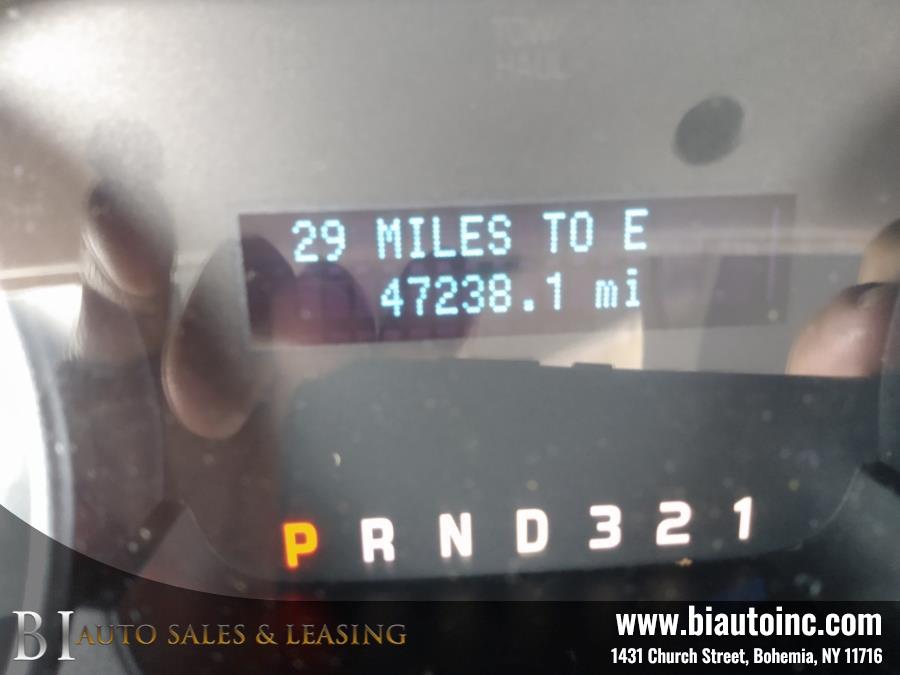 TOW
HAUL
29 MILES TO E
47238.1 mi
P R N D 3 2 1
BI AUTO SALES & LEASING
www.biautoinc.com
1431 Church Street, Bohemia, NY 11716